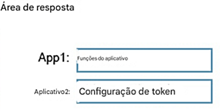 Área de resposta
App1: Funções do aplicativo
Aplicativo2: Configuração de token